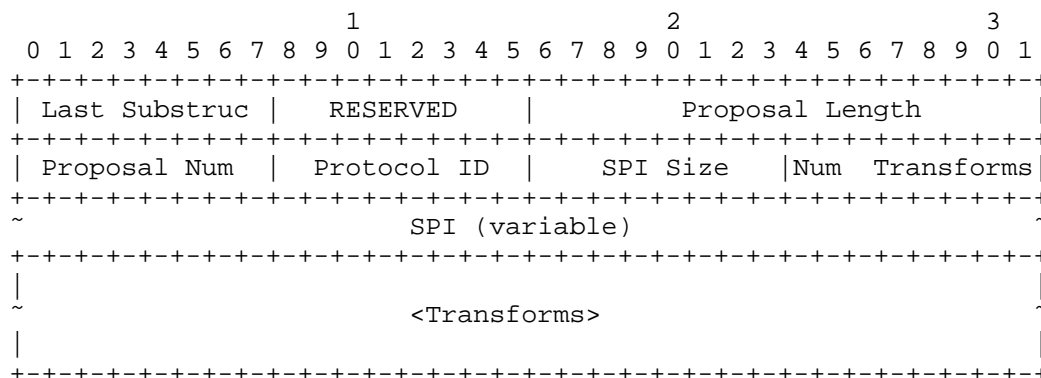 1                   2                   3
 0 1 2 3 4 5 6 7 8 9 0 1 2 3 4 5 6 7 8 9 0 1 2 3 4 5 6 7 8 9 0 1
+-+-+-+-+-+-+-+-+-+-+-+-+-+-+-+-+-+-+-+-+-+-+-+-+-+-+-+-+-+-+-+-+
| Last Substruc |   RESERVED    |         Proposal Length       |
+-+-+-+-+-+-+-+-+-+-+-+-+-+-+-+-+-+-+-+-+-+-+-+-+-+-+-+-+-+-+-+-+
| Proposal Num  |  Protocol ID  |    SPI Size   |Num  Transforms|
+-+-+-+-+-+-+-+-+-+-+-+-+-+-+-+-+-+-+-+-+-+-+-+-+-+-+-+-+-+-+-+-+
~                        SPI (variable)                         ~
+-+-+-+-+-+-+-+-+-+-+-+-+-+-+-+-+-+-+-+-+-+-+-+-+-+-+-+-+-+-+-+-+
|                                                               |
~                        <Transforms>                           ~
|                                                               |
+-+-+-+-+-+-+-+-+-+-+-+-+-+-+-+-+-+-+-+-+-+-+-+-+-+-+-+-+-+-+-+-+